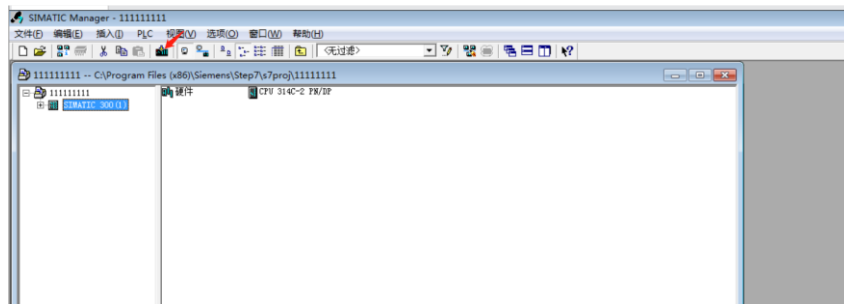 SIMATIC Manager - 111111111
文件(F) 编辑(E) 插入(I) PLC 视图(V) 选项(O) 窗口(W) 帮助(H)
<无过滤>
111111111 -- C:\Program Files (x86)\Siemens\Step7\s7proj\11111111
111111111 硬件 CPU 314C-2 PN/DP
SIMATIC 300(1)